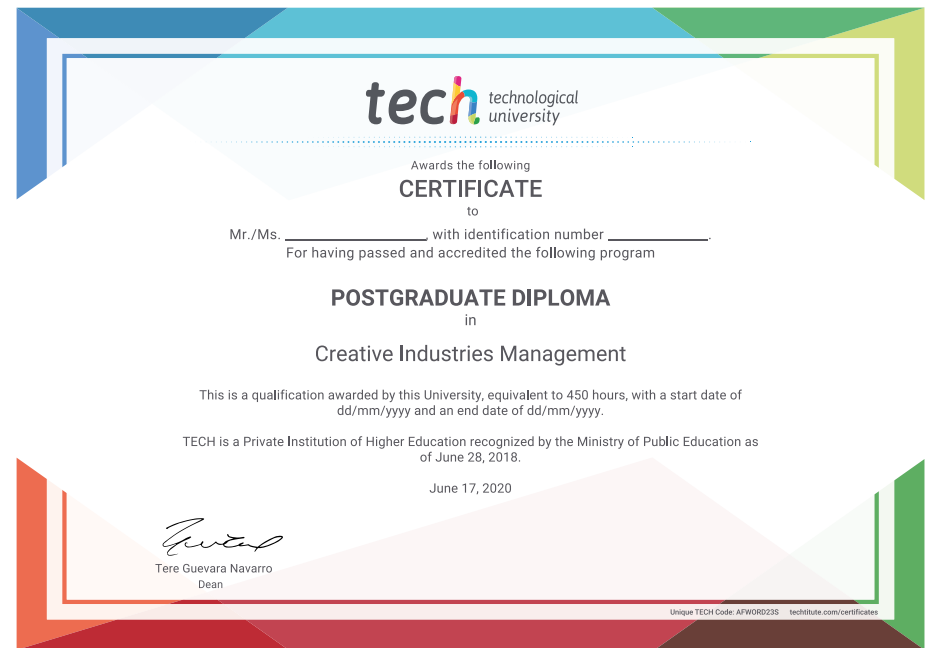 tech technological
university
Awards the following
CERTIFICATE
to
Mr./Ms. ____________________, with identification number ______________.
For having passed and accredited the following program
POSTGRADUATE DIPLOMA
in
Creative Industries Management
This is a qualification awarded by this University, equivalent to 450 hours, with a start date of
dd/mm/yyyy and an end date of dd/mm/yyyy.
TECH is a Private Institution of Higher Education recognized by the Ministry of Public Education as
of June 28, 2018.
June 17, 2020
Tere Guevara Navarro
Dean
Unique TECH Code: AFWORD23S techtitute.com/certificates